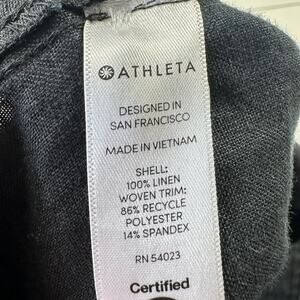 ATHLETA
DESIGNED IN
SAN FRANCISCO
MADE IN VIETNAM
SHELL:
100% LINEN
WOVEN TRIM:
86% RECYCLE
POLYESTER
14% SPANDEX
RN 54023
Certified